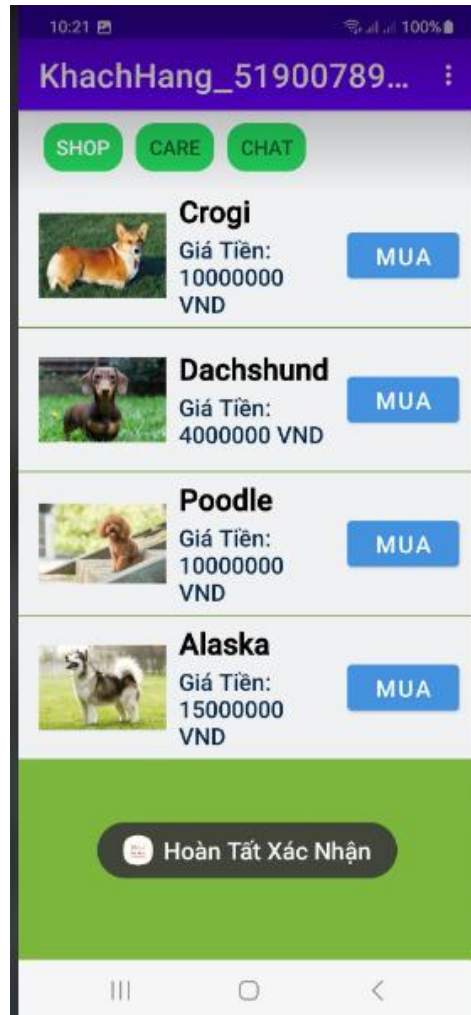 10:21 100%
KhachHang_51900789...
SHOP CARE CHAT
Crogi
Giá Tiền:
10000000
VND
MUA
Dachshund
Giá Tiền:
4000000 VND
MUA
Poodle
Giá Tiền:
10000000
VND
MUA
Alaska
Giá Tiền:
15000000
VND
MUA
Hoàn Tất Xác Nhận